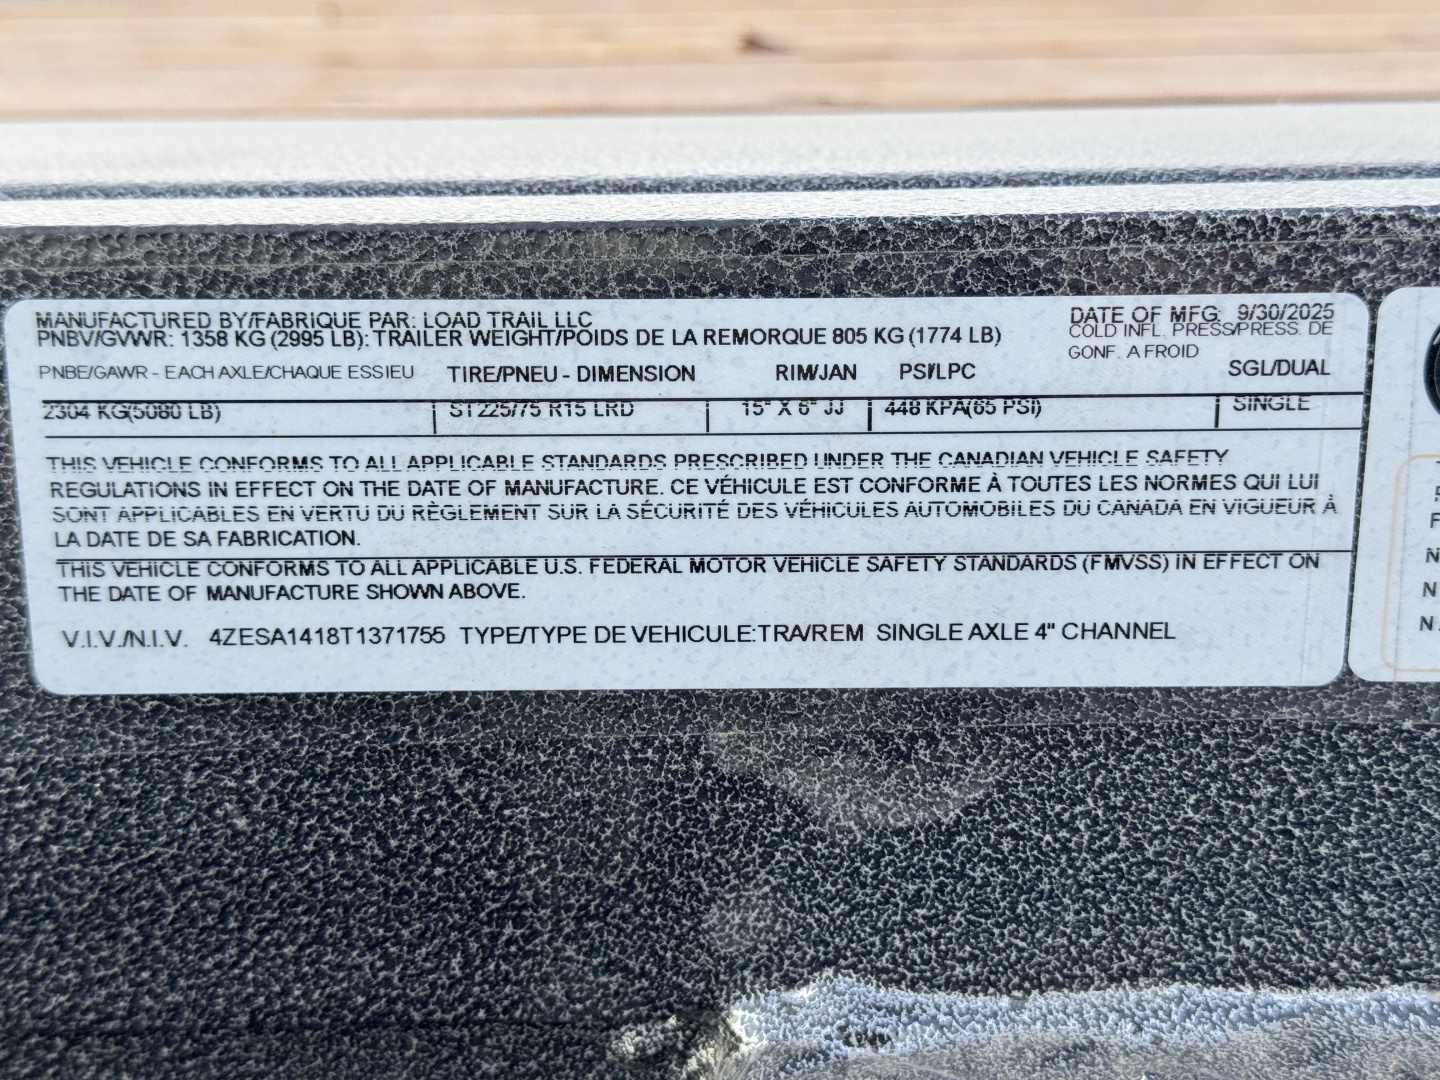 MANUFACTURED BY/FABRIQUE PAR: LOAD TRAIL LLC DATE OF MFG: 9/30/2025
PNBV/GVWR: 1358 KG (2995 LB): TRAILER WEIGHT/POIDS DE LA REMORQUE 805 KG (1774 LB) COLD INFL. PRESS/PRESS. DE
GONF. A FROID
PNBE/GAWR - EACH AXLE/CHAQUE ESSIEU TIRE/PNEU - DIMENSION RIM/JAN PSI/LPC SGL/DUAL
2304 KG(5080 LB) ST225/75 R15 LRD 15" X 6" JJ 448 KPA(65 PSI) SINGLE
THIS VEHICLE CONFORMS TO ALL APPLICABLE STANDARDS PRESCRIBED UNDER THE CANADIAN VEHICLE SAFETY
REGULATIONS IN EFFECT ON THE DATE OF MANUFACTURE. CE VÉHICULE EST CONFORME À TOUTES LES NORMES QUI LUI
SONT APPLICABLES EN VERTU DU RÈGLEMENT SUR LA SÉCURITÉ DES VÉHICULES AUTOMOBILES DU CANADA EN VIGUEUR À
LA DATE DE SA FABRICATION.
THIS VEHICLE CONFORMS TO ALL APPLICABLE U.S. FEDERAL MOTOR VEHICLE SAFETY STANDARDS (FMVSS) IN EFFECT ON
THE DATE OF MANUFACTURE SHOWN ABOVE.
V.I.V./N.I.V. 4ZESA1418T1371755 TYPE/TYPE DE VEHICULE:TRA/REM SINGLE AXLE 4" CHANNEL